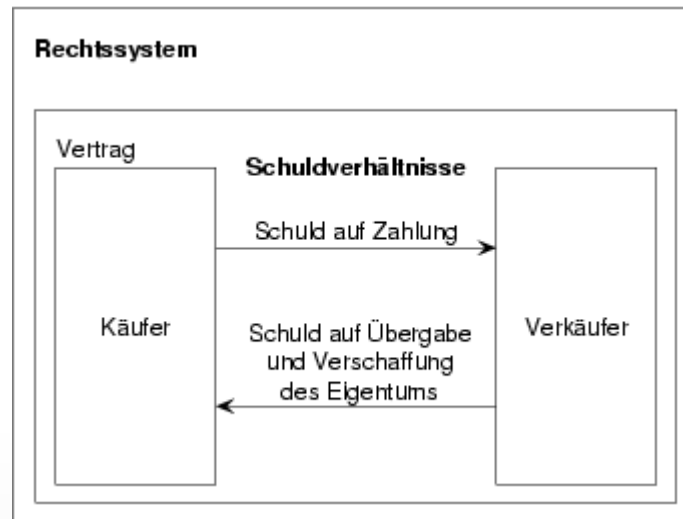 Rechtssystem
Vertrag
Schuldverhältnisse
Schuld auf Zahlung
Käufer
Schuld auf Übergabe
und Verschaffung
des Eigentums
Verkäufer